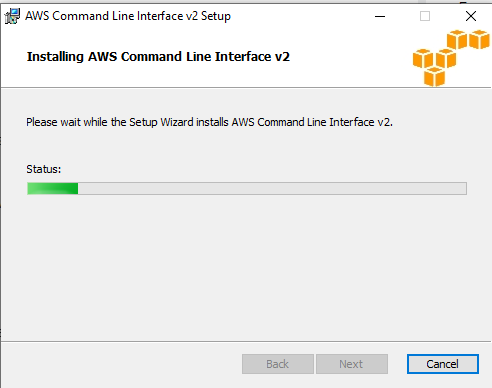 AWS Command Line Interface v2 Setup
Installing AWS Command Line Interface v2
Please wait while the Setup Wizard installs AWS Command Line Interface v2.
Status:
Back Next Cancel